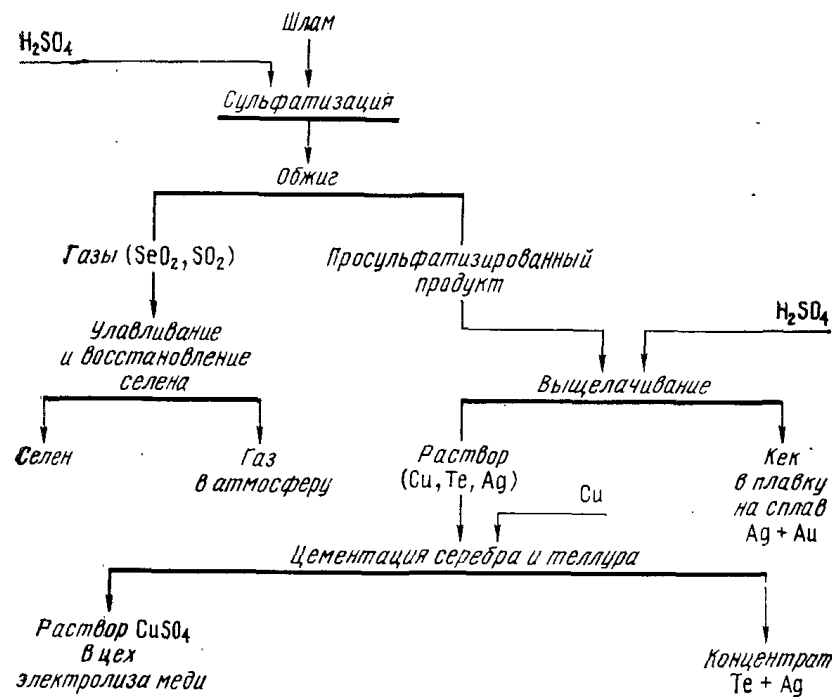 Шлам
H₂SO₄
Сульфатизация
Обжиг
Газы (SeO₂, SO₂)
Просульфатизированный
продукт
H₂SO₄
Улавливание
и восстановление
селена
Выщелачивание
Селен
Газ
в атмосферу
Раствор
(Cu, Te, Ag)
Cu
Кек
в плавку
на сплав
Ag + Au
Цементация серебра и теллура
Раствор CuSO₄
в цех
электролиза меди
Концентрат
Te + Ag